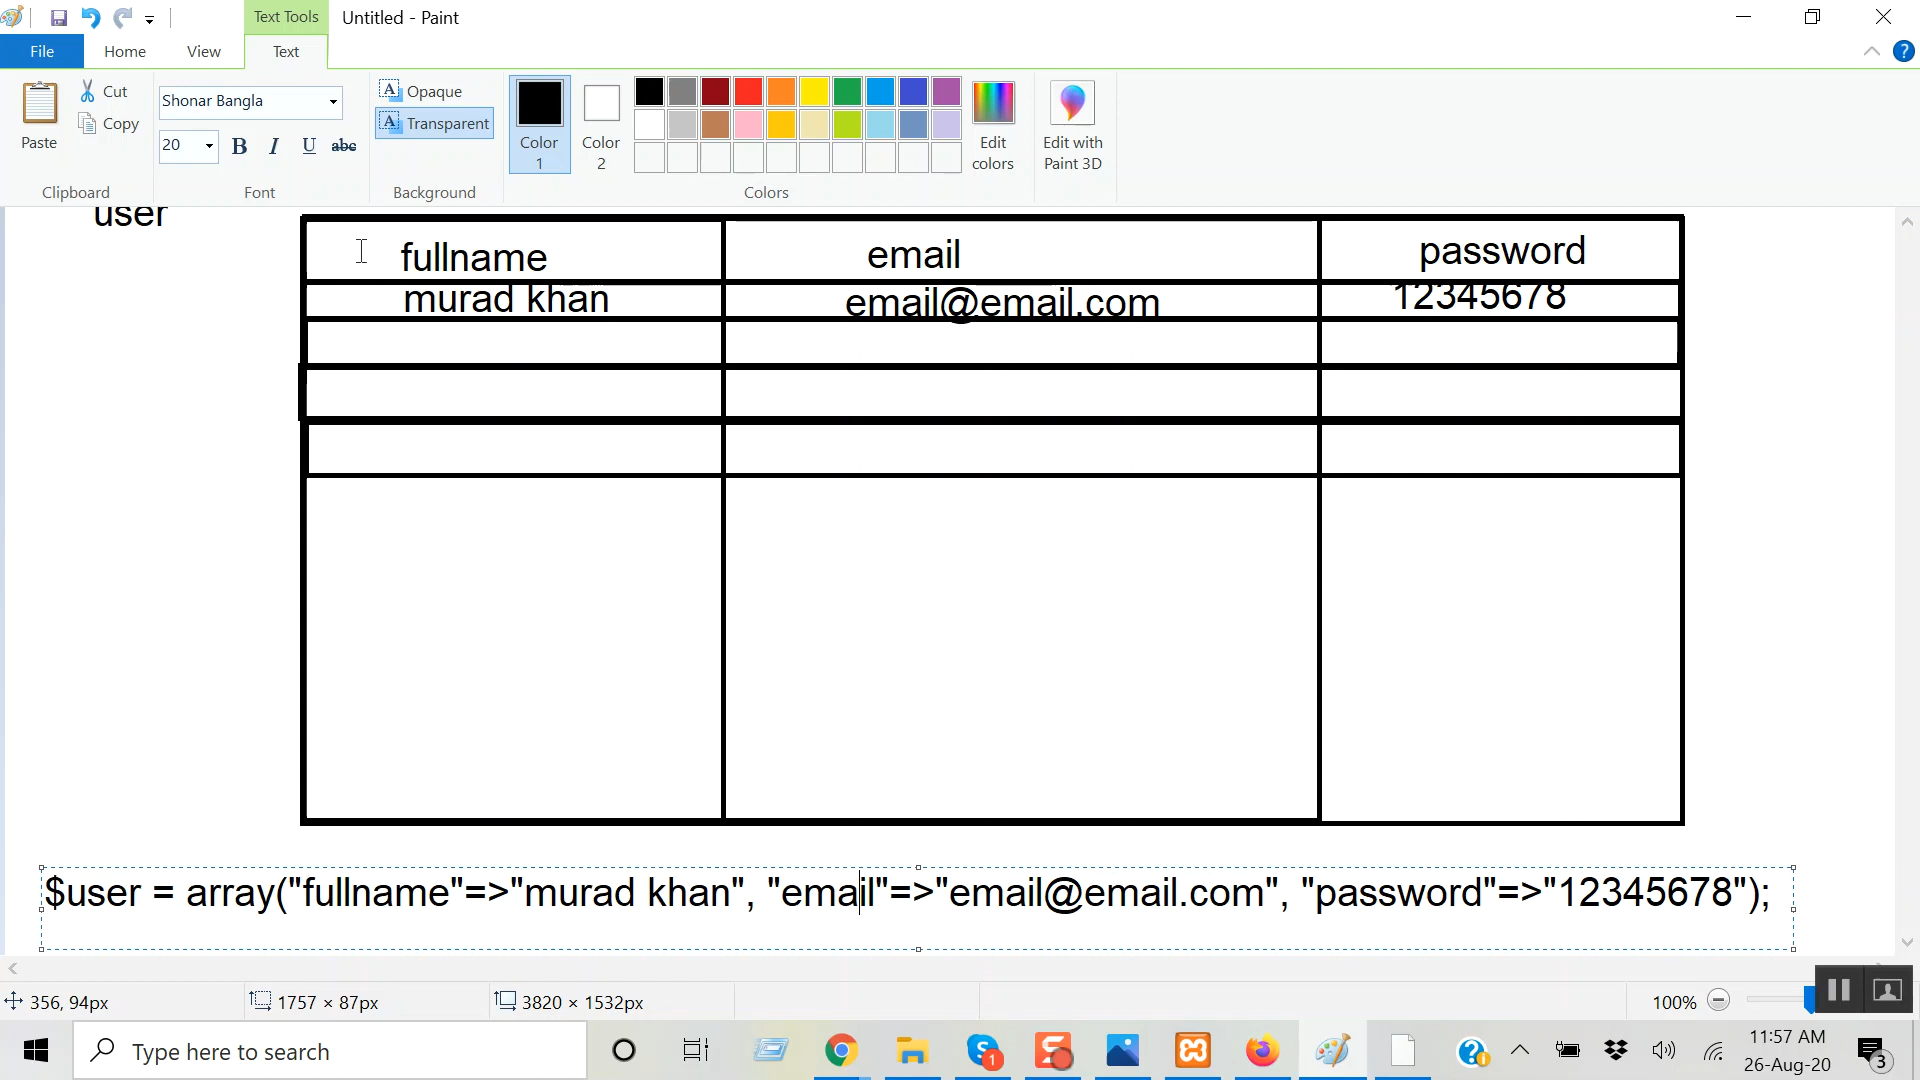 Text Tools Untitled - Paint
File Home View Text
Paste
Cut
Copy
Clipboard
Shonar Bangla
20 B I U abc
Font
A Opaque
A Transparent
Background
Color 1
Color 2
Edit colors
Edit with Paint 3D
Colors
user
fullname email password
murad khan email@email.com 12345678
$user = array("fullname"=>"murad khan", "email"=>"email@email.com", "password"=>"12345678");
356, 94px 1757 × 87px 3820 × 1532px 100%
Type here to search
1
11:57 AM
26-Aug-20
3